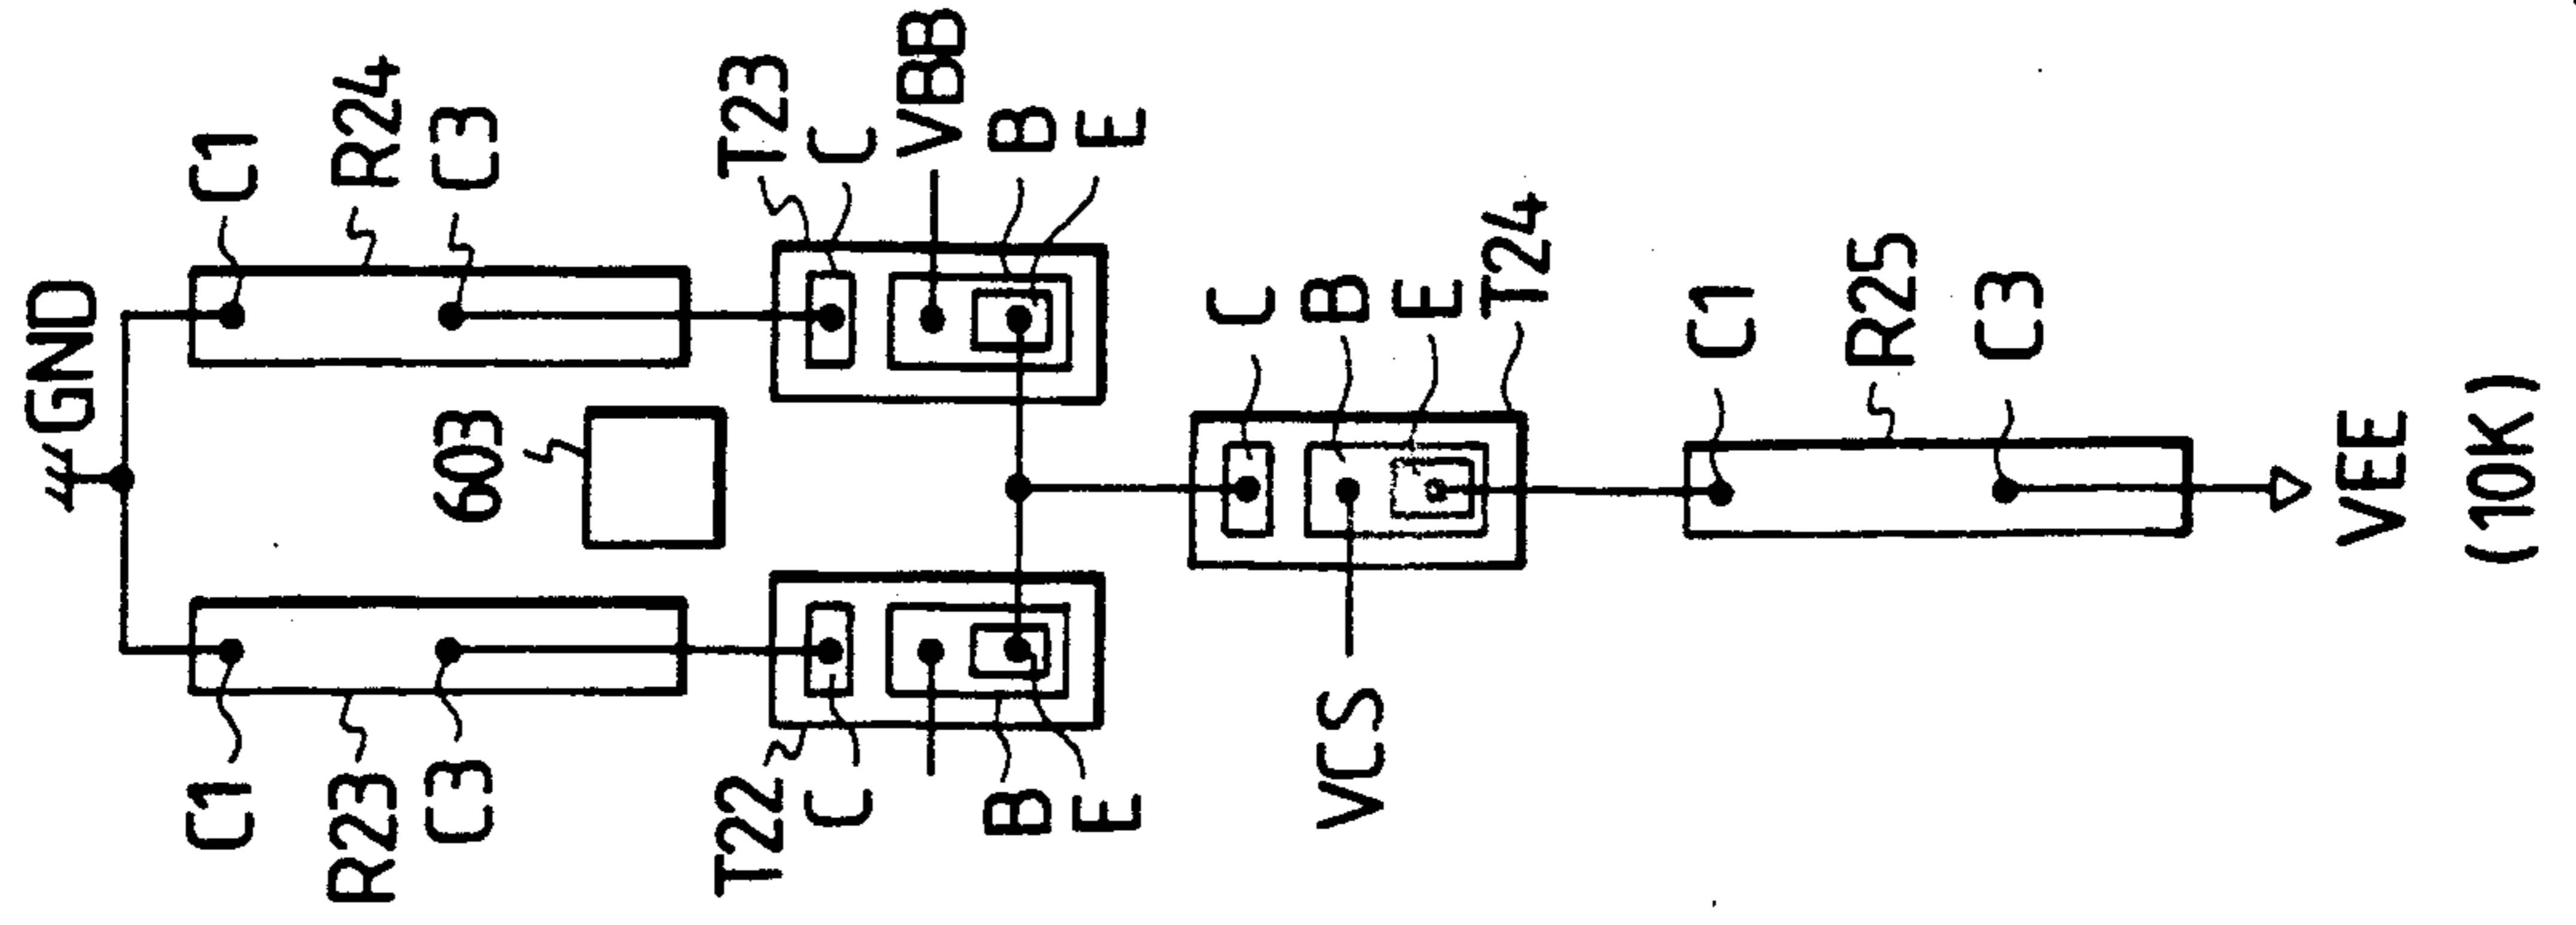 GND
C1 C1
R23 R24
C3 603 C3
T22 T23
C C
VBB
B B
E E
C
VCS B
E
T24
C1
R25
C3
VEE
(10K)